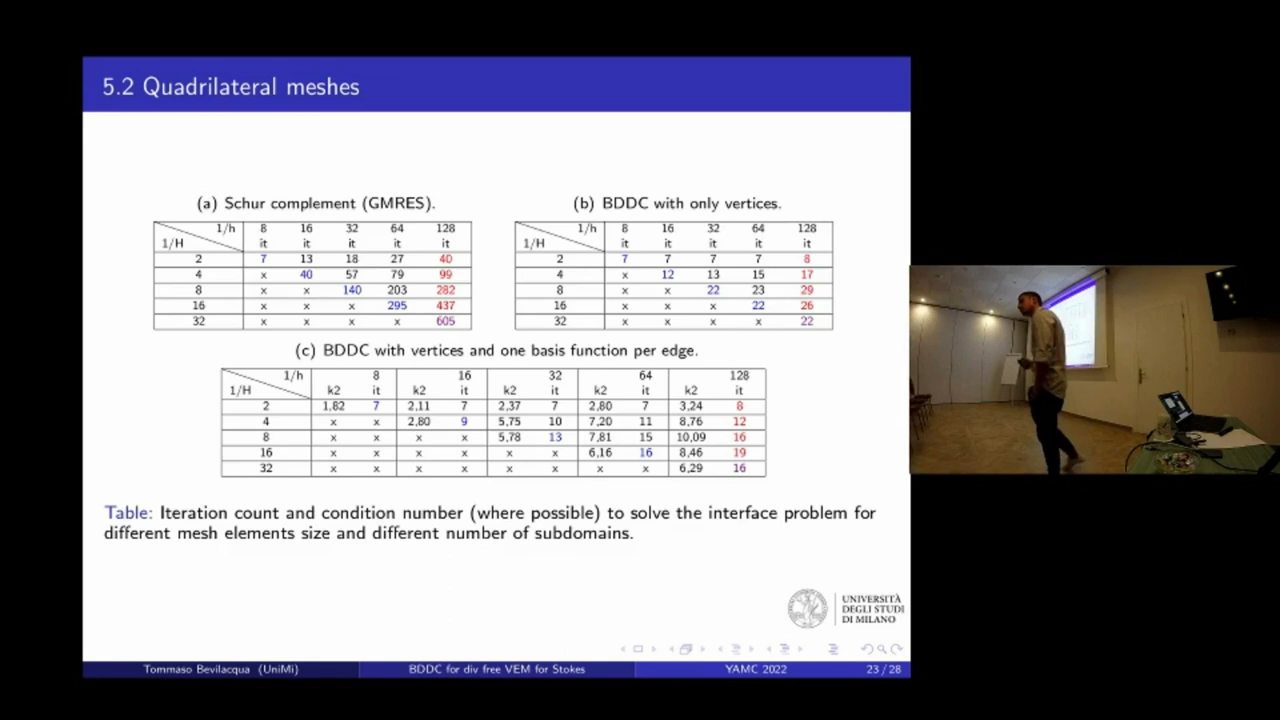 5.2 Quadrilateral meshes
(a) Schur complement (GMRES).
1/h 8 16 32 64 128
1/H it it it it it
2 7 13 18 27 40
4 x 40 57 79 99
8 x x 140 203 282
16 x x x 295 437
32 x x x x 605
(b) BDDC with only vertices.
1/h 8 16 32 64 128
1/H it it it it it
2 7 7 7 7 8
4 x 12 13 15 17
8 x x 22 23 29
16 x x x 22 26
32 x x x x 22
(c) BDDC with vertices and one basis function per edge.
1/h 8 16 32 64 128
1/H k2 it k2 it k2 it k2 it k2 it
2 1,82 7 2,11 7 2,37 7 2,80 7 3,24 8
4 x x 2,80 9 5,75 10 7,20 11 8,76 12
8 x x x x 5,78 13 7,81 15 10,09 16
16 x x x x x x 6,16 16 8,46 19
32 x x x x x x x x 6,29 16
Table: Iteration count and condition number (where possible) to solve the interface problem for
different mesh elements size and different number of subdomains.
UNIVERSITÀ
DEGLI STUDI
DI MILANO
Tommaso Bevilacqua (UniMi) BDDC for div free VEM for Stokes YAMC 2022 23 / 28